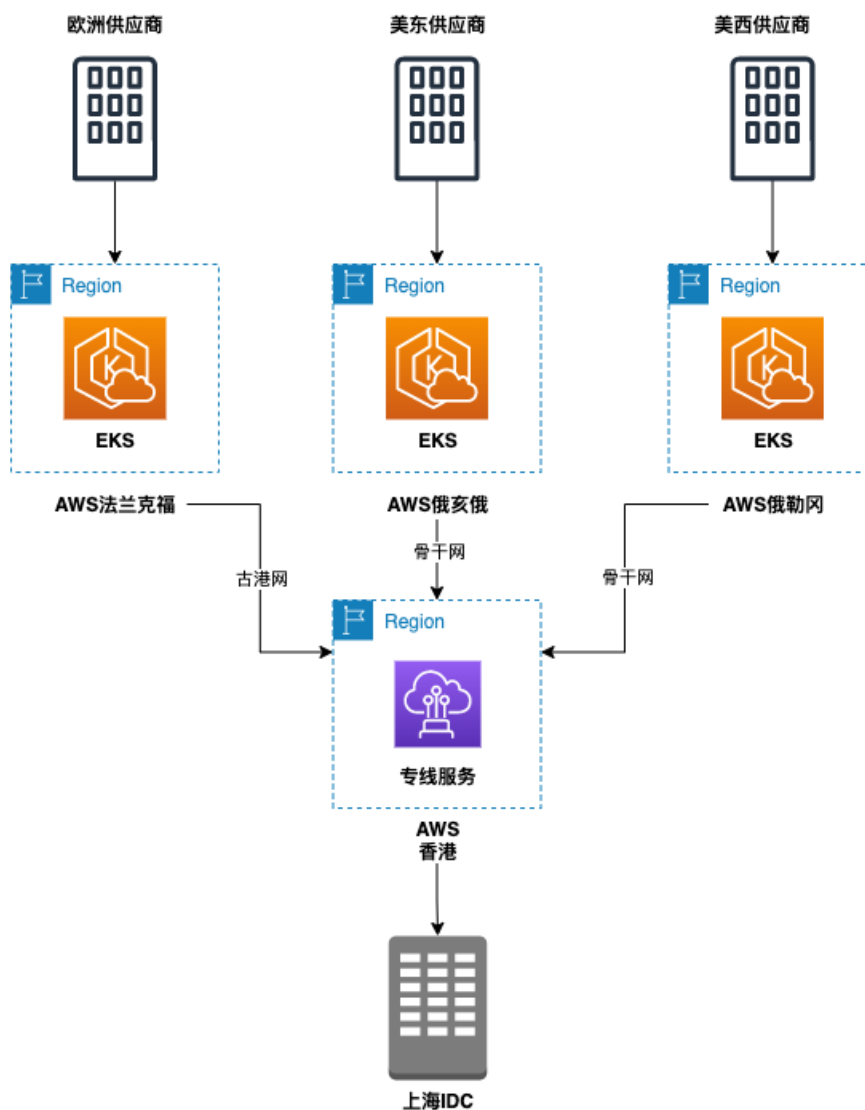 欧洲供应商
美东供应商
美西供应商
Region
Region
Region
EKS
EKS
EKS
AWS法兰克福
AWS俄亥俄
AWS俄勒冈
骨干网
古港网
骨干网
Region
专线服务
AWS
香港
上海IDC